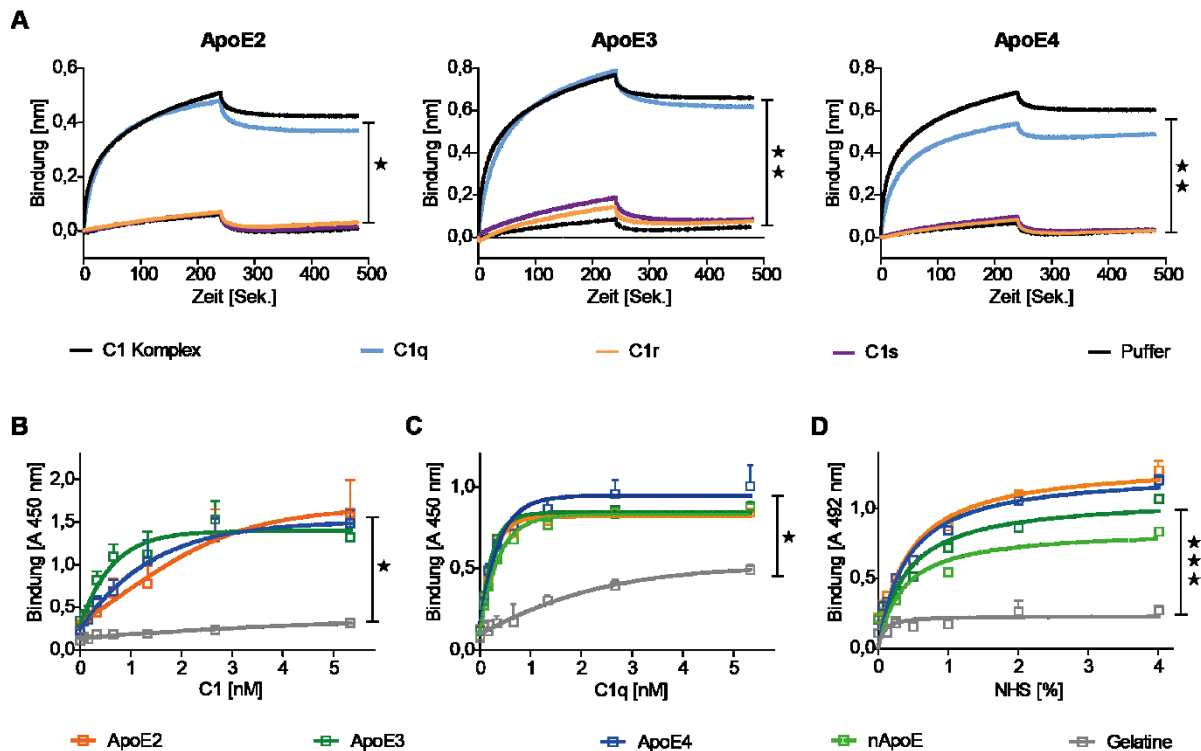 A
ApoE2 ApoE3 ApoE4
Bindung [nm]
0,6
0,4
0,2
0,0
0 100 200 300 400 500
Zeit [Sek.]
★
Bindung [nm]
0,8
0,6
0,4
0,2
0,0
0 100 200 300 400 500
Zeit [Sek.]
★★
Bindung [nm]
0,8
0,6
0,4
0,2
0,0
0 100 200 300 400 500
Zeit [Sek.]
★★
C1 Komplex C1q C1r C1s Puffer
B
Bindung [A 450 nm]
2,0
1,5
1,0
0,5
0,0
0 1 2 3 4 5
C1 [nM]
★
C
Bindung [A 450 nm]
1,0
0,5
0,0
0 1 2 3 4 5
C1q [nM]
★
D
Bindung [A 492 nm]
1,0
0,5
0,0
0 1 2 3 4
NHS [%]
★★★
ApoE2 ApoE3 ApoE4 nApoE Gelatine